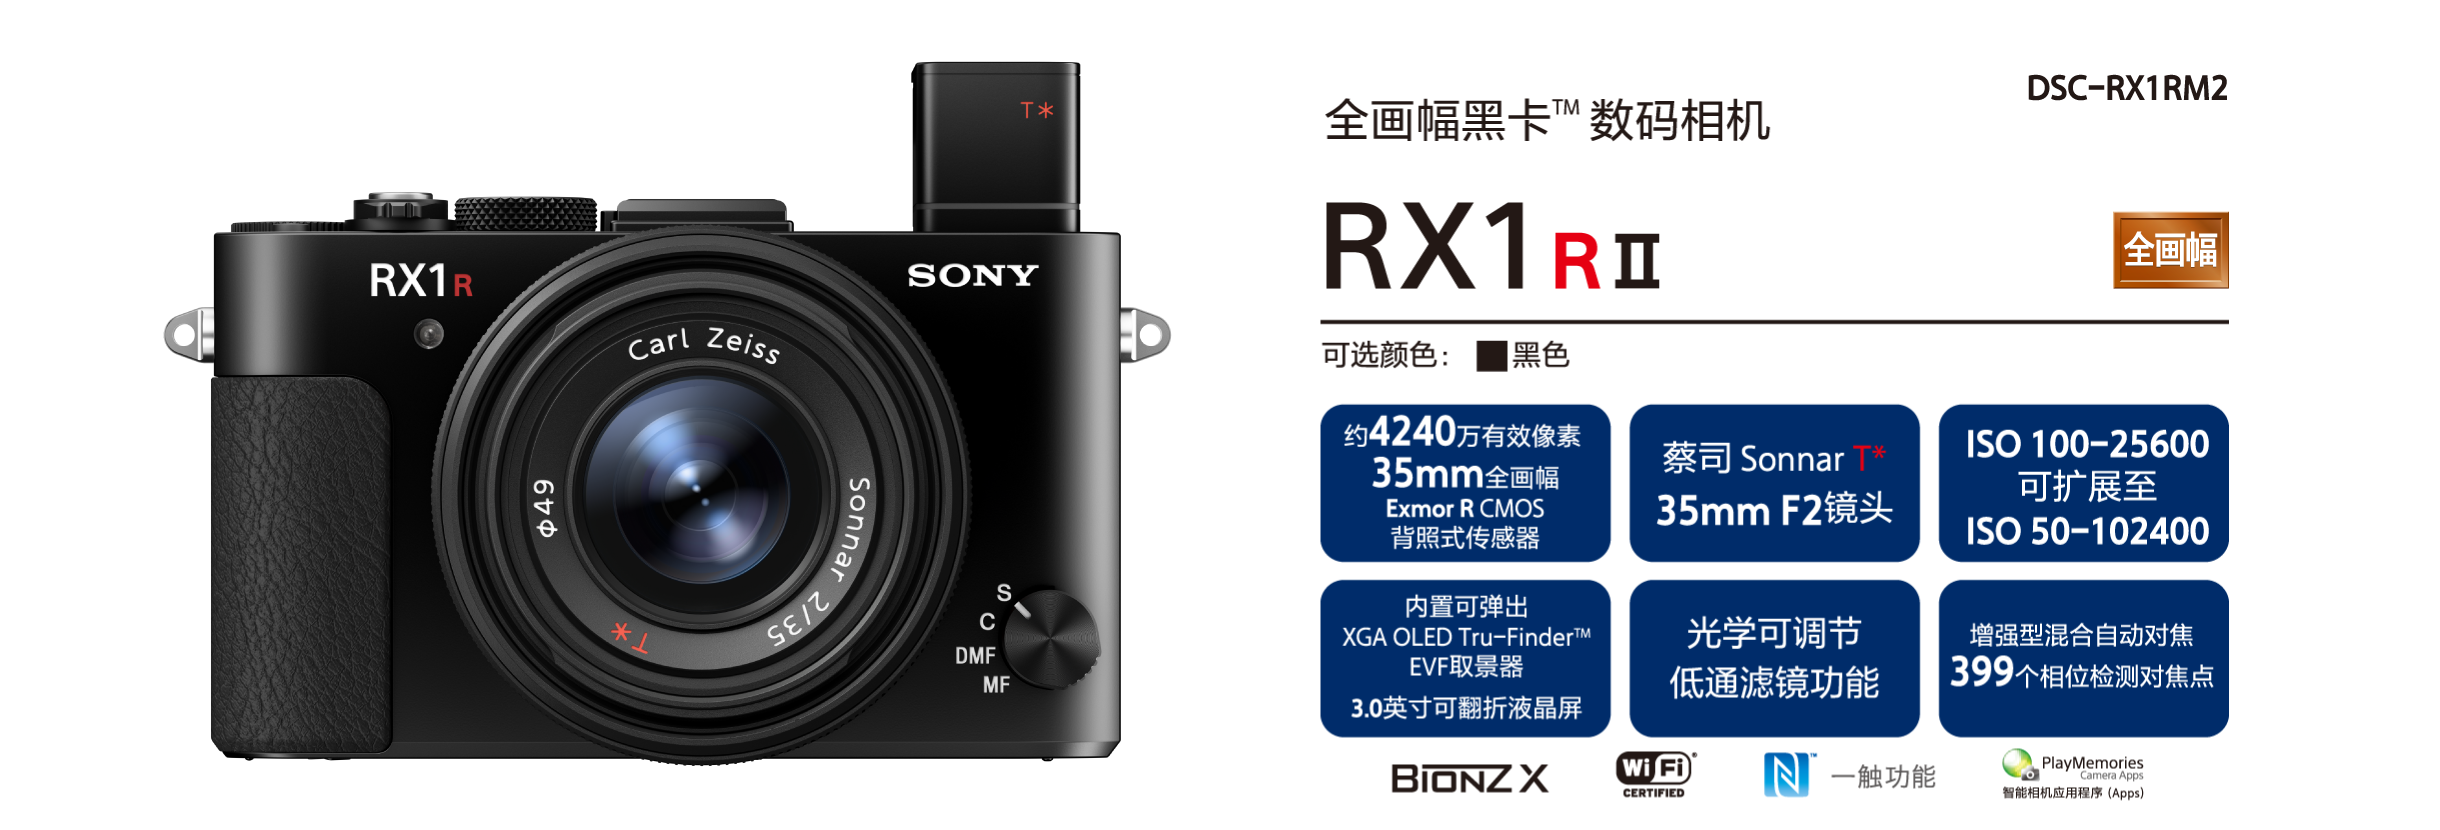 T*
RX1R
SONY
Carl Zeiss
Sonnar 2/35
T*
φ49
S
C
DMF
MF
DSC-RX1RM2
全画幅黑卡™ 数码相机
RX1R II
全画幅
可选颜色： 黑色
约4240万有效像素
35mm全画幅
Exmor R CMOS
背照式传感器
蔡司 Sonnar T*
35mm F2镜头
ISO 100-25600
可扩展至
ISO 50-102400
内置可弹出
XGA OLED Tru-Finder™
EVF取景器
3.0英寸可翻折液晶屏
光学可调节
低通滤镜功能
增强型混合自动对焦
399个相位检测对焦点
BIONZ X
Wi Fi®
CERTIFIED
N™ 一触功能
PlayMemories
Camera Apps
智能相机应用程序 (Apps)